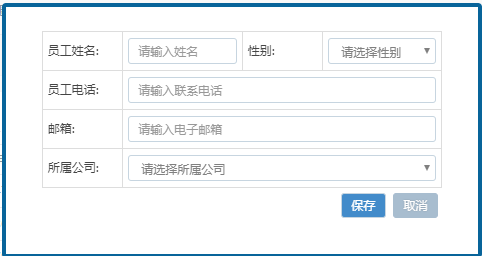 员工姓名: 请输入姓名 性别: 请选择性别
员工电话: 请输入联系电话
邮箱: 请输入电子邮箱
所属公司: 请选择所属公司
保存 取消